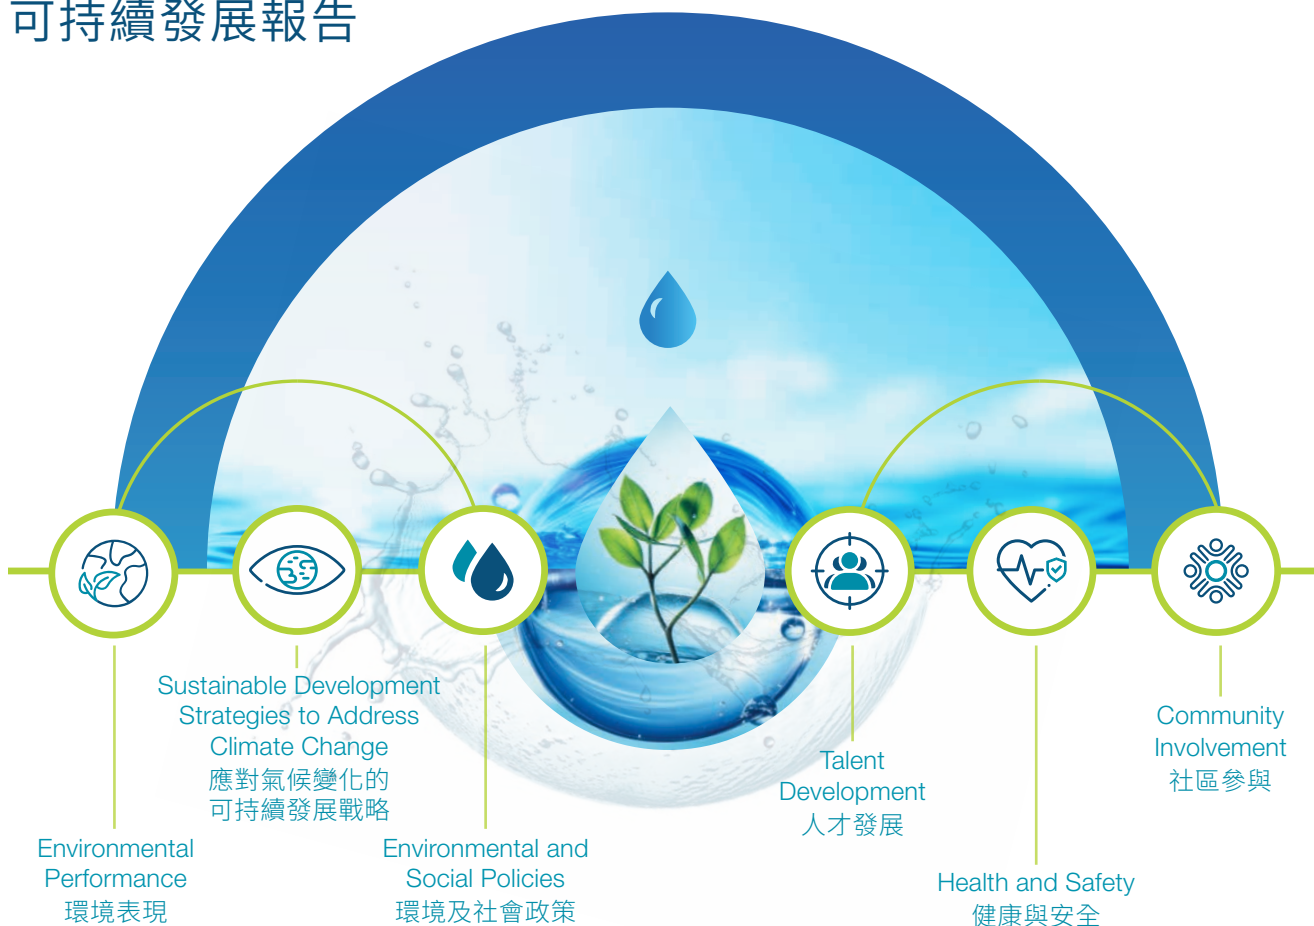 可持續發展報告
Environmental
Performance
環境表現
Sustainable Development
Strategies to Address
Climate Change
應對氣候變化的
可持續發展戰略
Environmental and
Social Policies
環境及社會政策
Talent
Development
人才發展
Health and Safety
健康與安全
Community
Involvement
社區參與